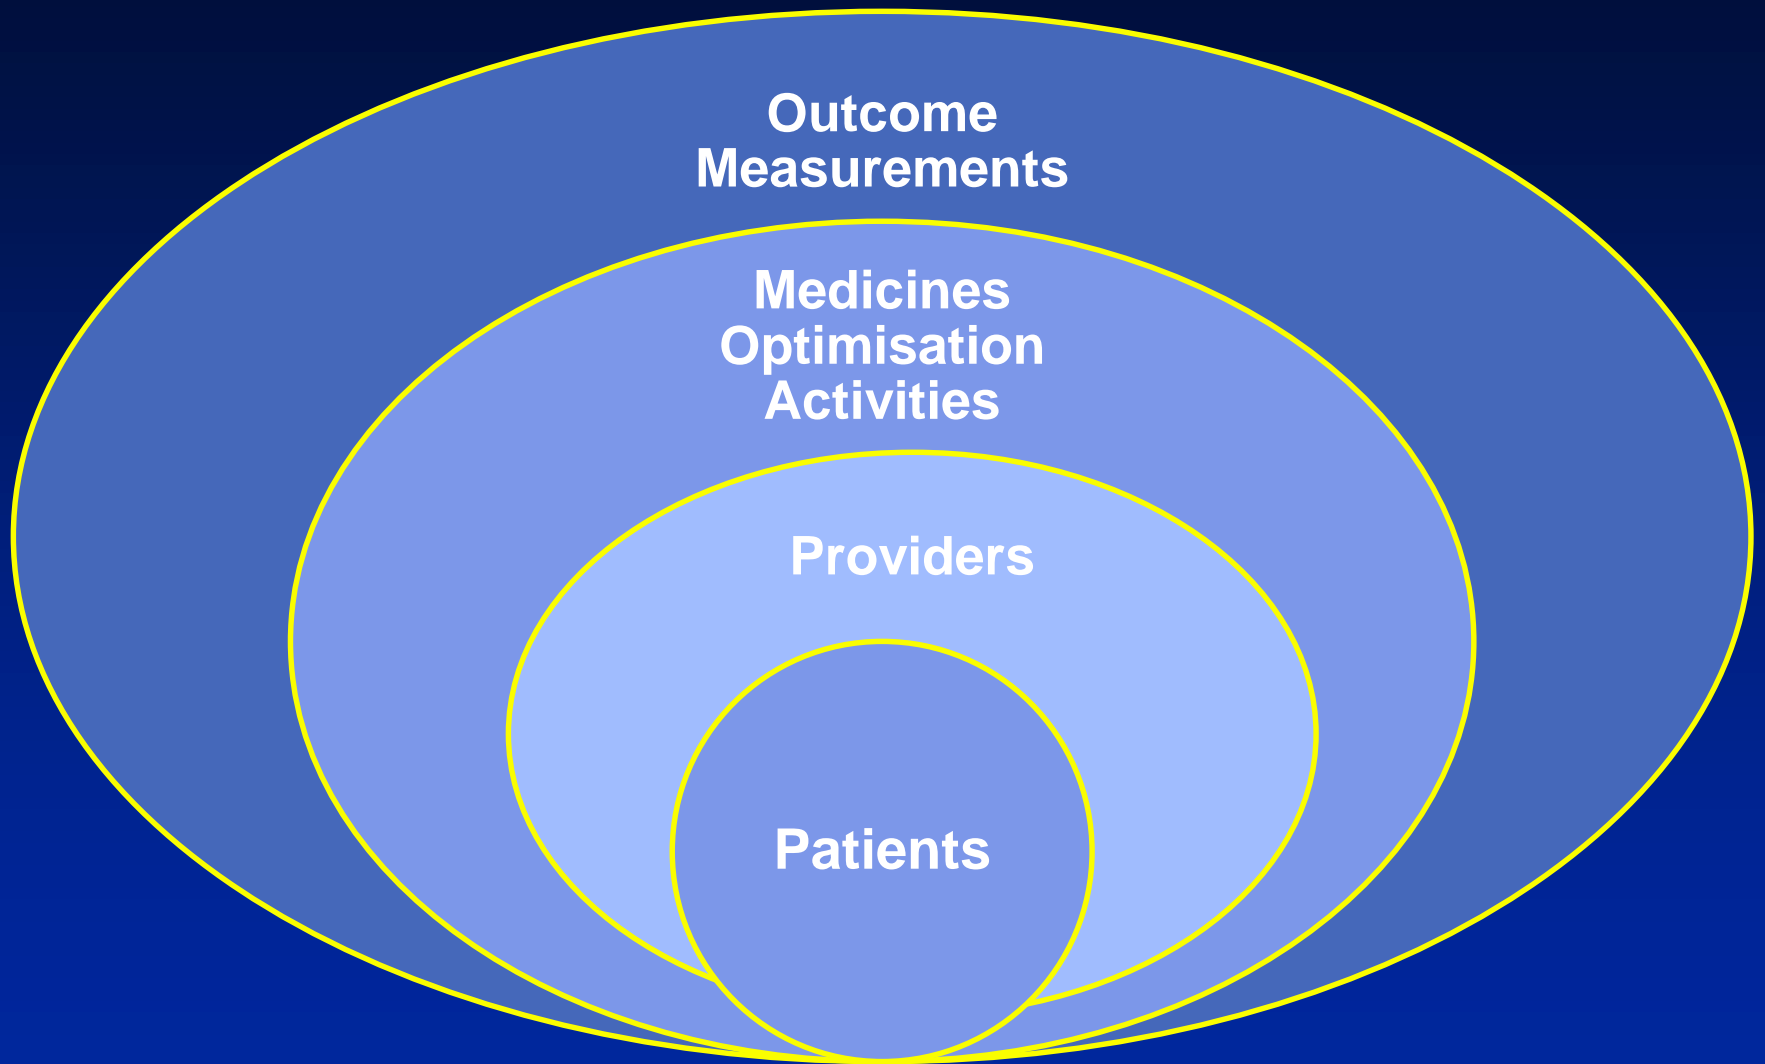 Outcome
Measurements
Medicines
Optimisation
Activities
Providers
Patients